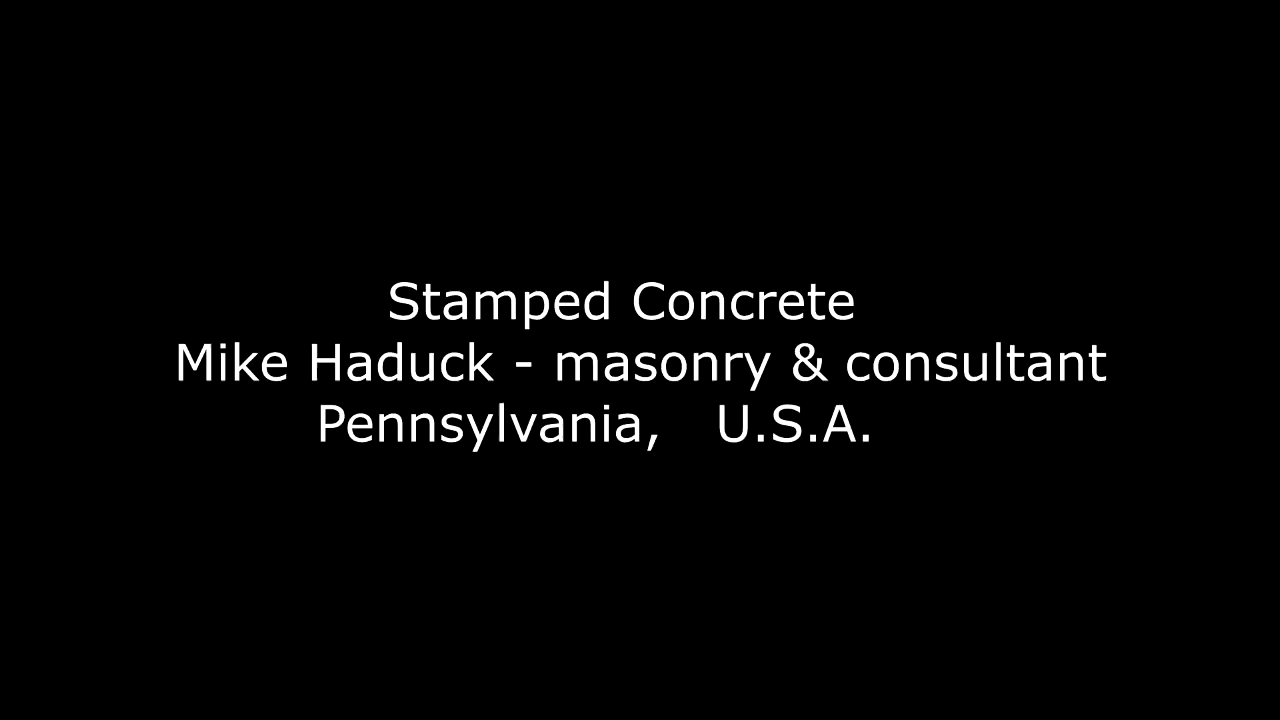 Stamped Concrete
Mike Haduck - masonry & consultant
Pennsylvania, U.S.A.